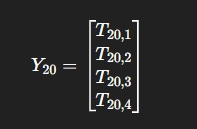 T_{20,1}
T_{20,2}
Y_{20} =
T_{20,3}
T_{20,4}